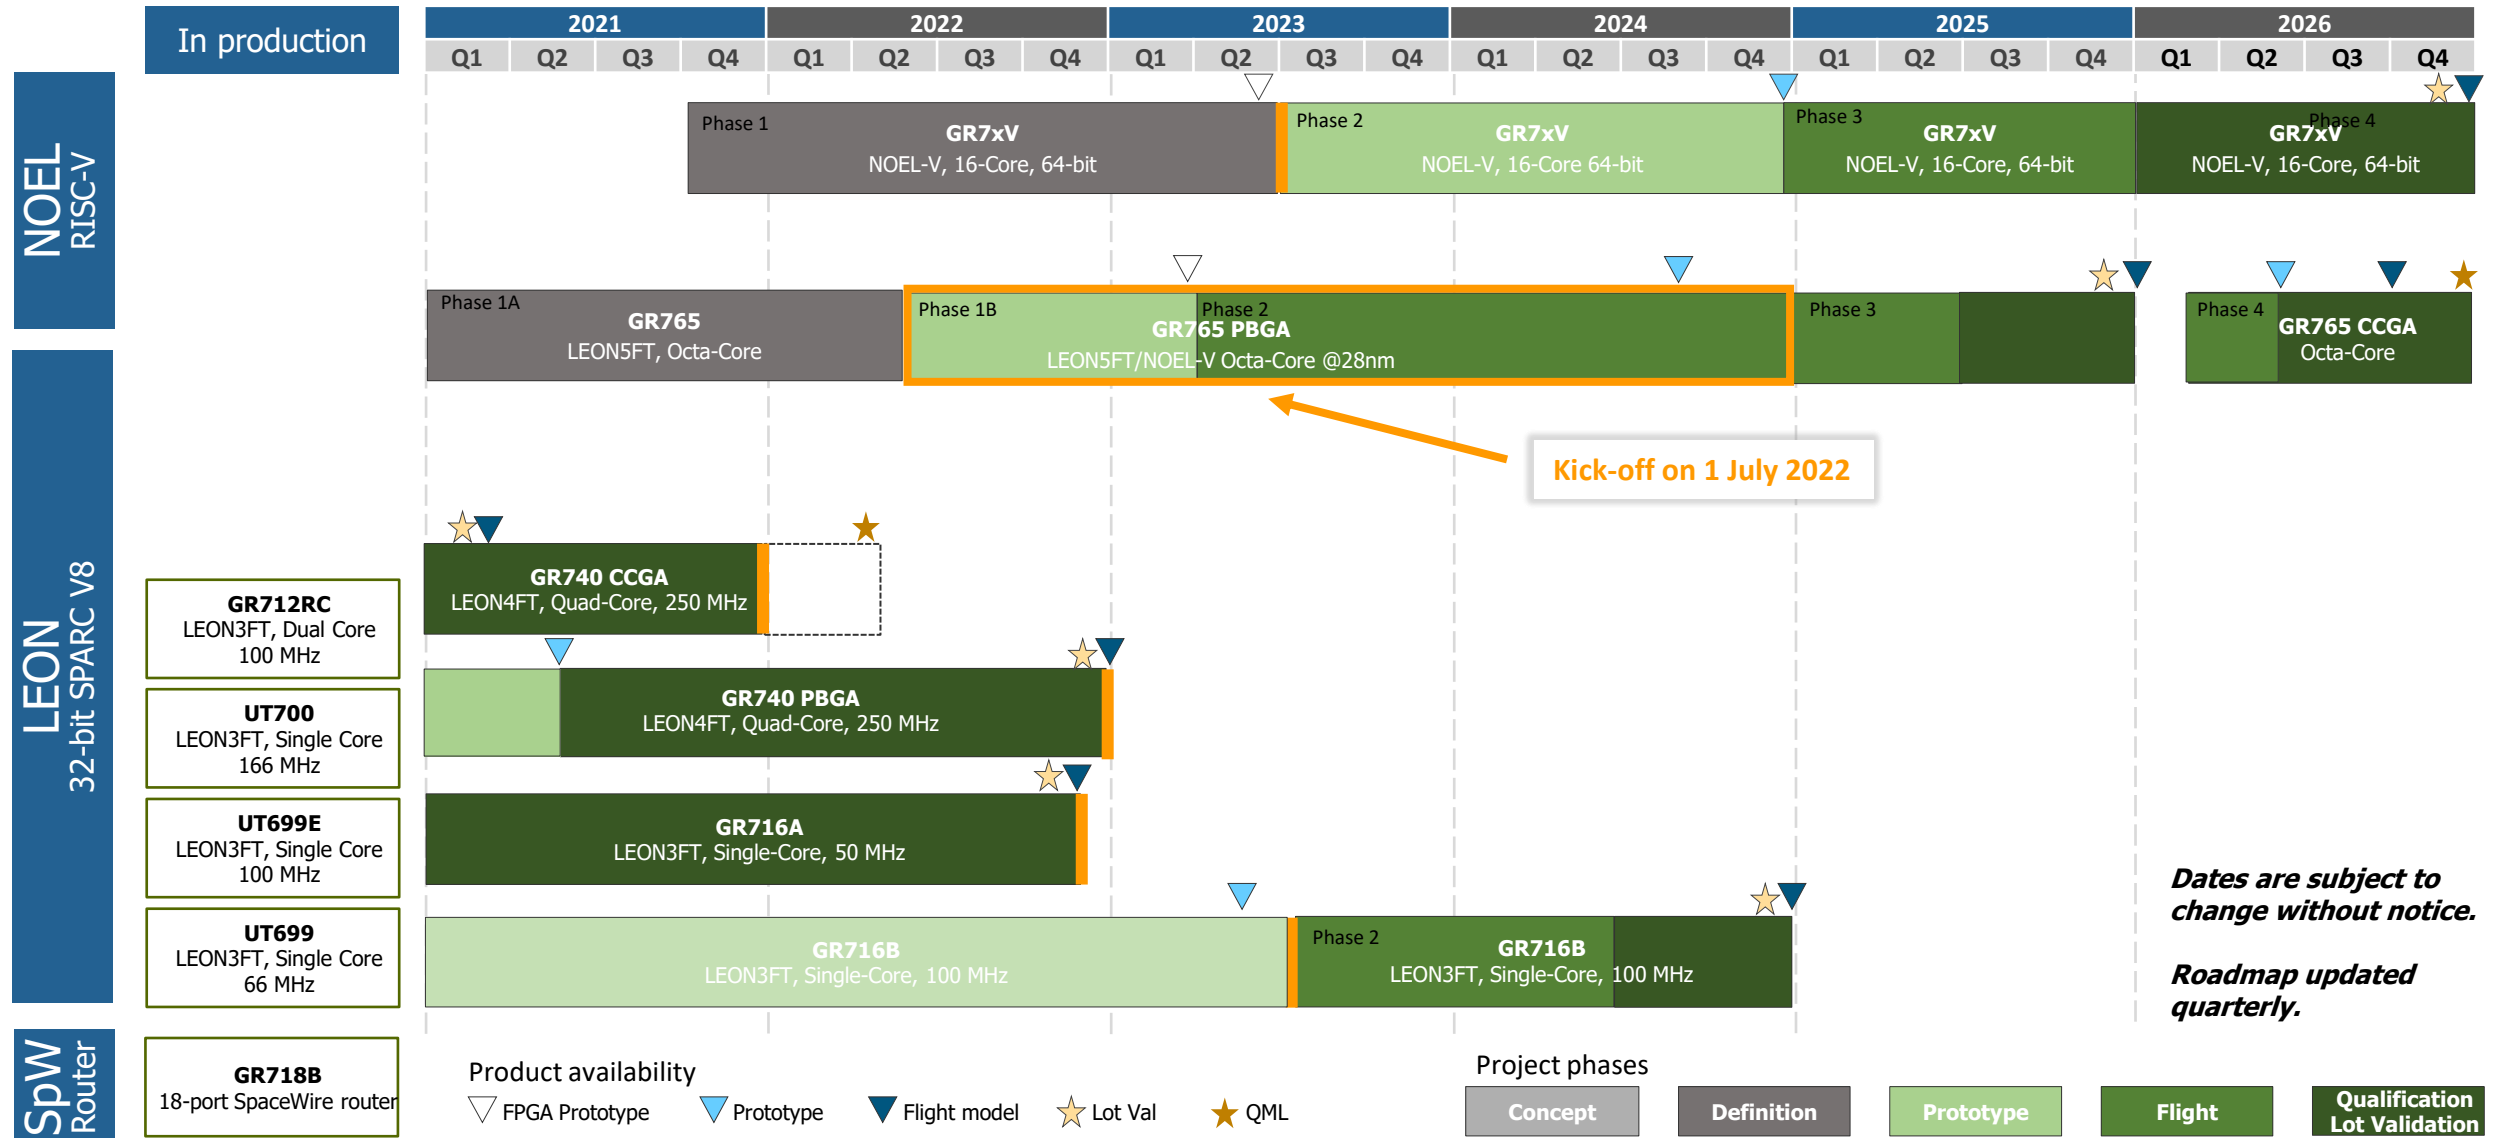 In production
2021
2022
2023
2024
2025
2026
Q1 Q2 Q3 Q4 Q1 Q2 Q3 Q4 Q1 Q2 Q3 Q4 Q1 Q2 Q3 Q4 Q1 Q2 Q3 Q4 Q1 Q2 Q3 Q4
NOEL
RISC-V
Phase 1
GR7xV
NOEL-V, 16-Core, 64-bit
Phase 2
GR7xV
NOEL-V, 16-Core 64-bit
Phase 3
GR7xV
NOEL-V, 16-Core, 64-bit
Phase 4
GR7xV
NOEL-V, 16-Core, 64-bit
Phase 1A
GR765
LEON5FT, Octa-Core
Phase 1B
Phase 2
GR765 PBGA
LEON5FT/NOEL-V Octa-Core @28nm
Phase 3
Phase 4
GR765 CCGA
Octa-Core
Kick-off on 1 July 2022
LEON
32-bit SPARC V8
GR740 CCGA
LEON4FT, Quad-Core, 250 MHz
GR712RC
LEON3FT, Dual Core
100 MHz
GR740 PBGA
LEON4FT, Quad-Core, 250 MHz
UT700
LEON3FT, Single Core
166 MHz
GR716A
LEON3FT, Single-Core, 50 MHz
UT699E
LEON3FT, Single Core
100 MHz
GR716B
LEON3FT, Single-Core, 100 MHz
Phase 2
GR716B
LEON3FT, Single-Core, 100 MHz
UT699
LEON3FT, Single Core
66 MHz
Dates are subject to
change without notice.
Roadmap updated
quarterly.
SpW
Router
GR718B
18-port SpaceWire router
Product availability
FPGA Prototype
Prototype
Flight model
Lot Val
QML
Project phases
Concept
Definition
Prototype
Flight
Qualification
Lot Validation